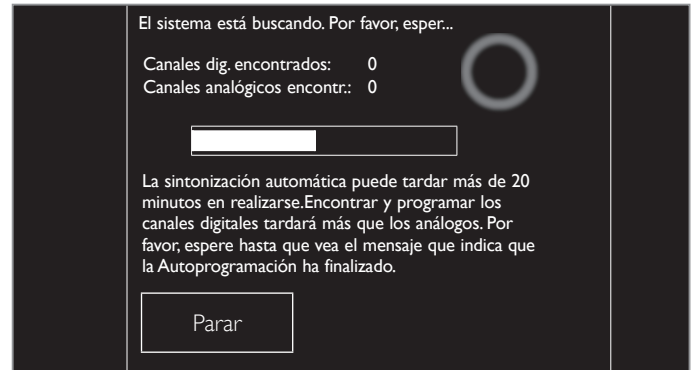 El sistema está buscando. Por favor, esper...
Canales dig. encontrados: 0
Canales analógicos encontr.: 0
La sintonización automática puede tardar más de 20
minutos en realizarse.Encontrar y programar los
canales digitales tardará más que los análogos. Por
favor, espere hasta que vea el mensaje que indica que
la Autoprogramación ha finalizado.
Parar